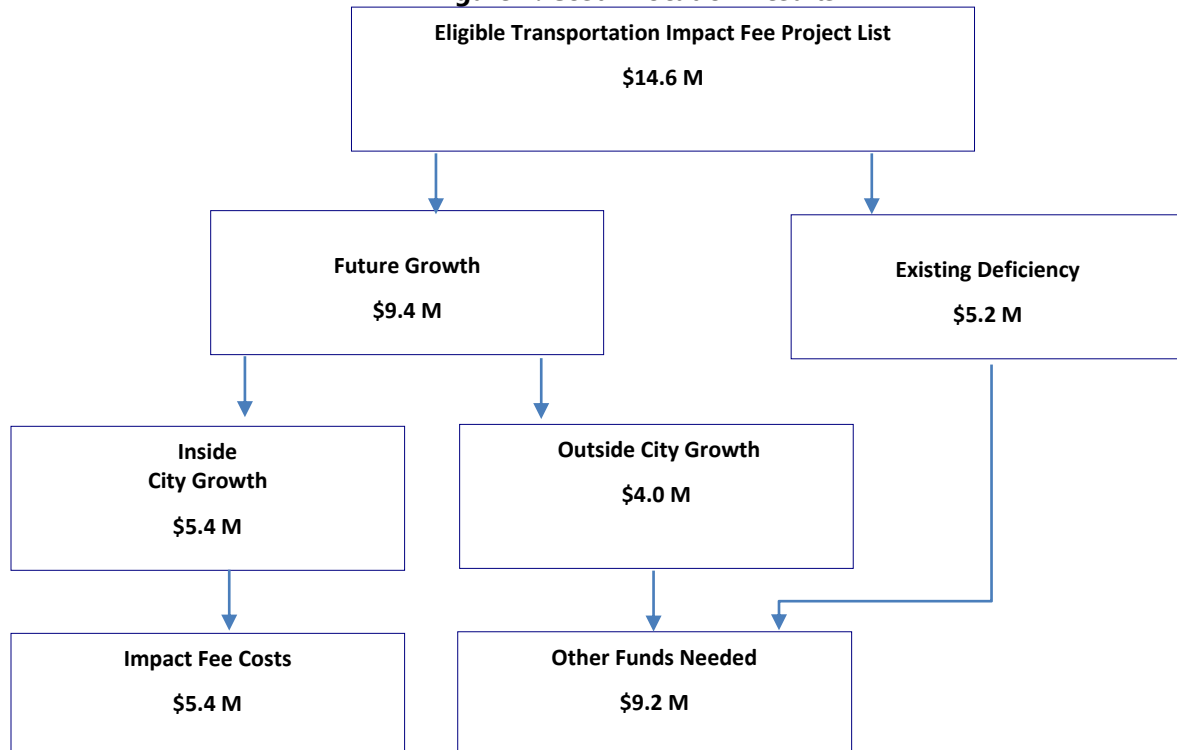 Eligible Transportation Impact Fee Project List
$14.6 M
Future Growth
$9.4 M
Existing Deficiency
$5.2 M
Inside
City Growth
$5.4 M
Outside City Growth
$4.0 M
Impact Fee Costs
$5.4 M
Other Funds Needed
$9.2 M